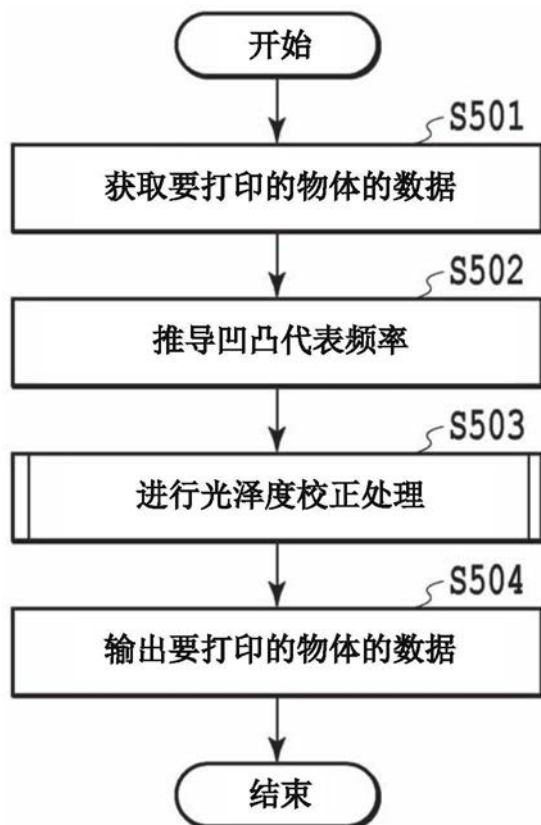 开始
S501
获取要打印的物体的数据
S502
推导凹凸代表频率
S503
进行光泽度校正处理
S504
输出要打印的物体的数据
结束